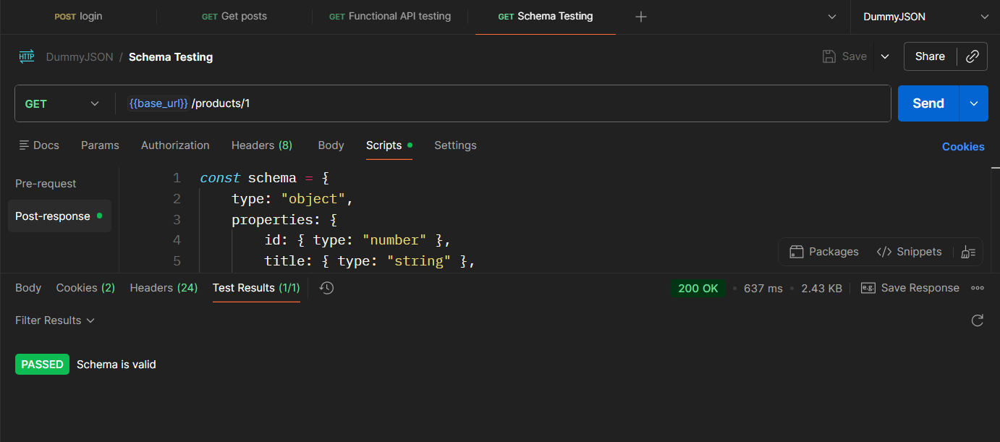 POST login GET Get posts GET Functional API testing GET Schema Testing DummyJSON
HTTP DummyJSON / Schema Testing Save Share
GET {{base_url}} /products/1 Send
Docs Params Authorization Headers (8) Body Scripts Settings Cookies
Pre-request
Post-response
1 const schema = {
2 type: "object",
3 properties: {
4 id: { type: "number" },
5 title: { type: "string" },
Packages </> Snippets
Body Cookies (2) Headers (24) Test Results (1/1) 200 OK 637 ms 2.43 KB e.g. Save Response
Filter Results
PASSED Schema is valid